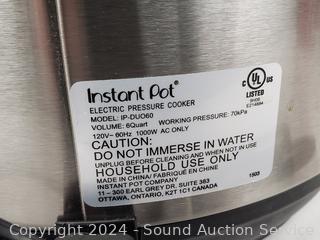 Instant Pot®
ELECTRIC PRESSURE COOKER
MODEL: IP-DUO60
VOLUME: 6Quart WORKING PRESSURE: 70kPa
120V~ 60Hz 1000W AC ONLY
CAUTION:
DO NOT IMMERSE IN WATER
UNPLUG BEFORE CLEANING AND WHEN NOT IN USE
HOUSEHOLD USE ONLY
MADE IN CHINA/ FABRIQUÉ EN CHINE
INSTANT POT COMPANY
11 – 300 EARL GREY DR. SUITE 383
OTTAWA, ONTARIO, K2T 1C1 CANADA
1503
c UL US
LISTED
© 2024 - Sound Auction Service